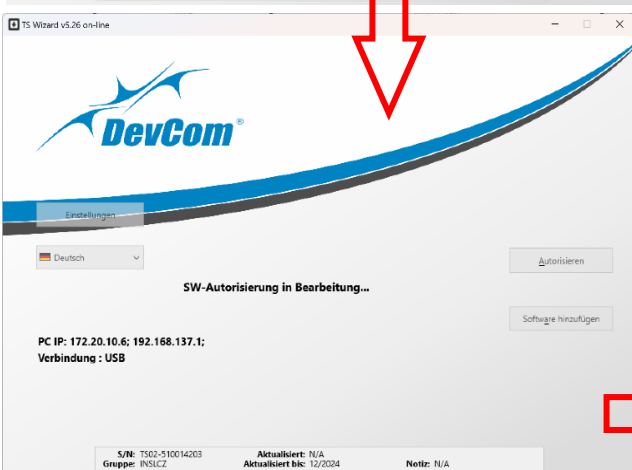 TS Wizard v5.26 on-line
DevCom®
Einstellungen
Deutsch
Autorisieren
SW-Autorisierung in Bearbeitung...
Software hinzufügen
PC IP: 172.20.10.6; 192.168.137.1;
Verbindung : USB
S/N: TS02-510014203 Aktualisiert: N/A
Gruppe: INSLCZ Aktualisiert bis: 12/2024 Notiz: N/A